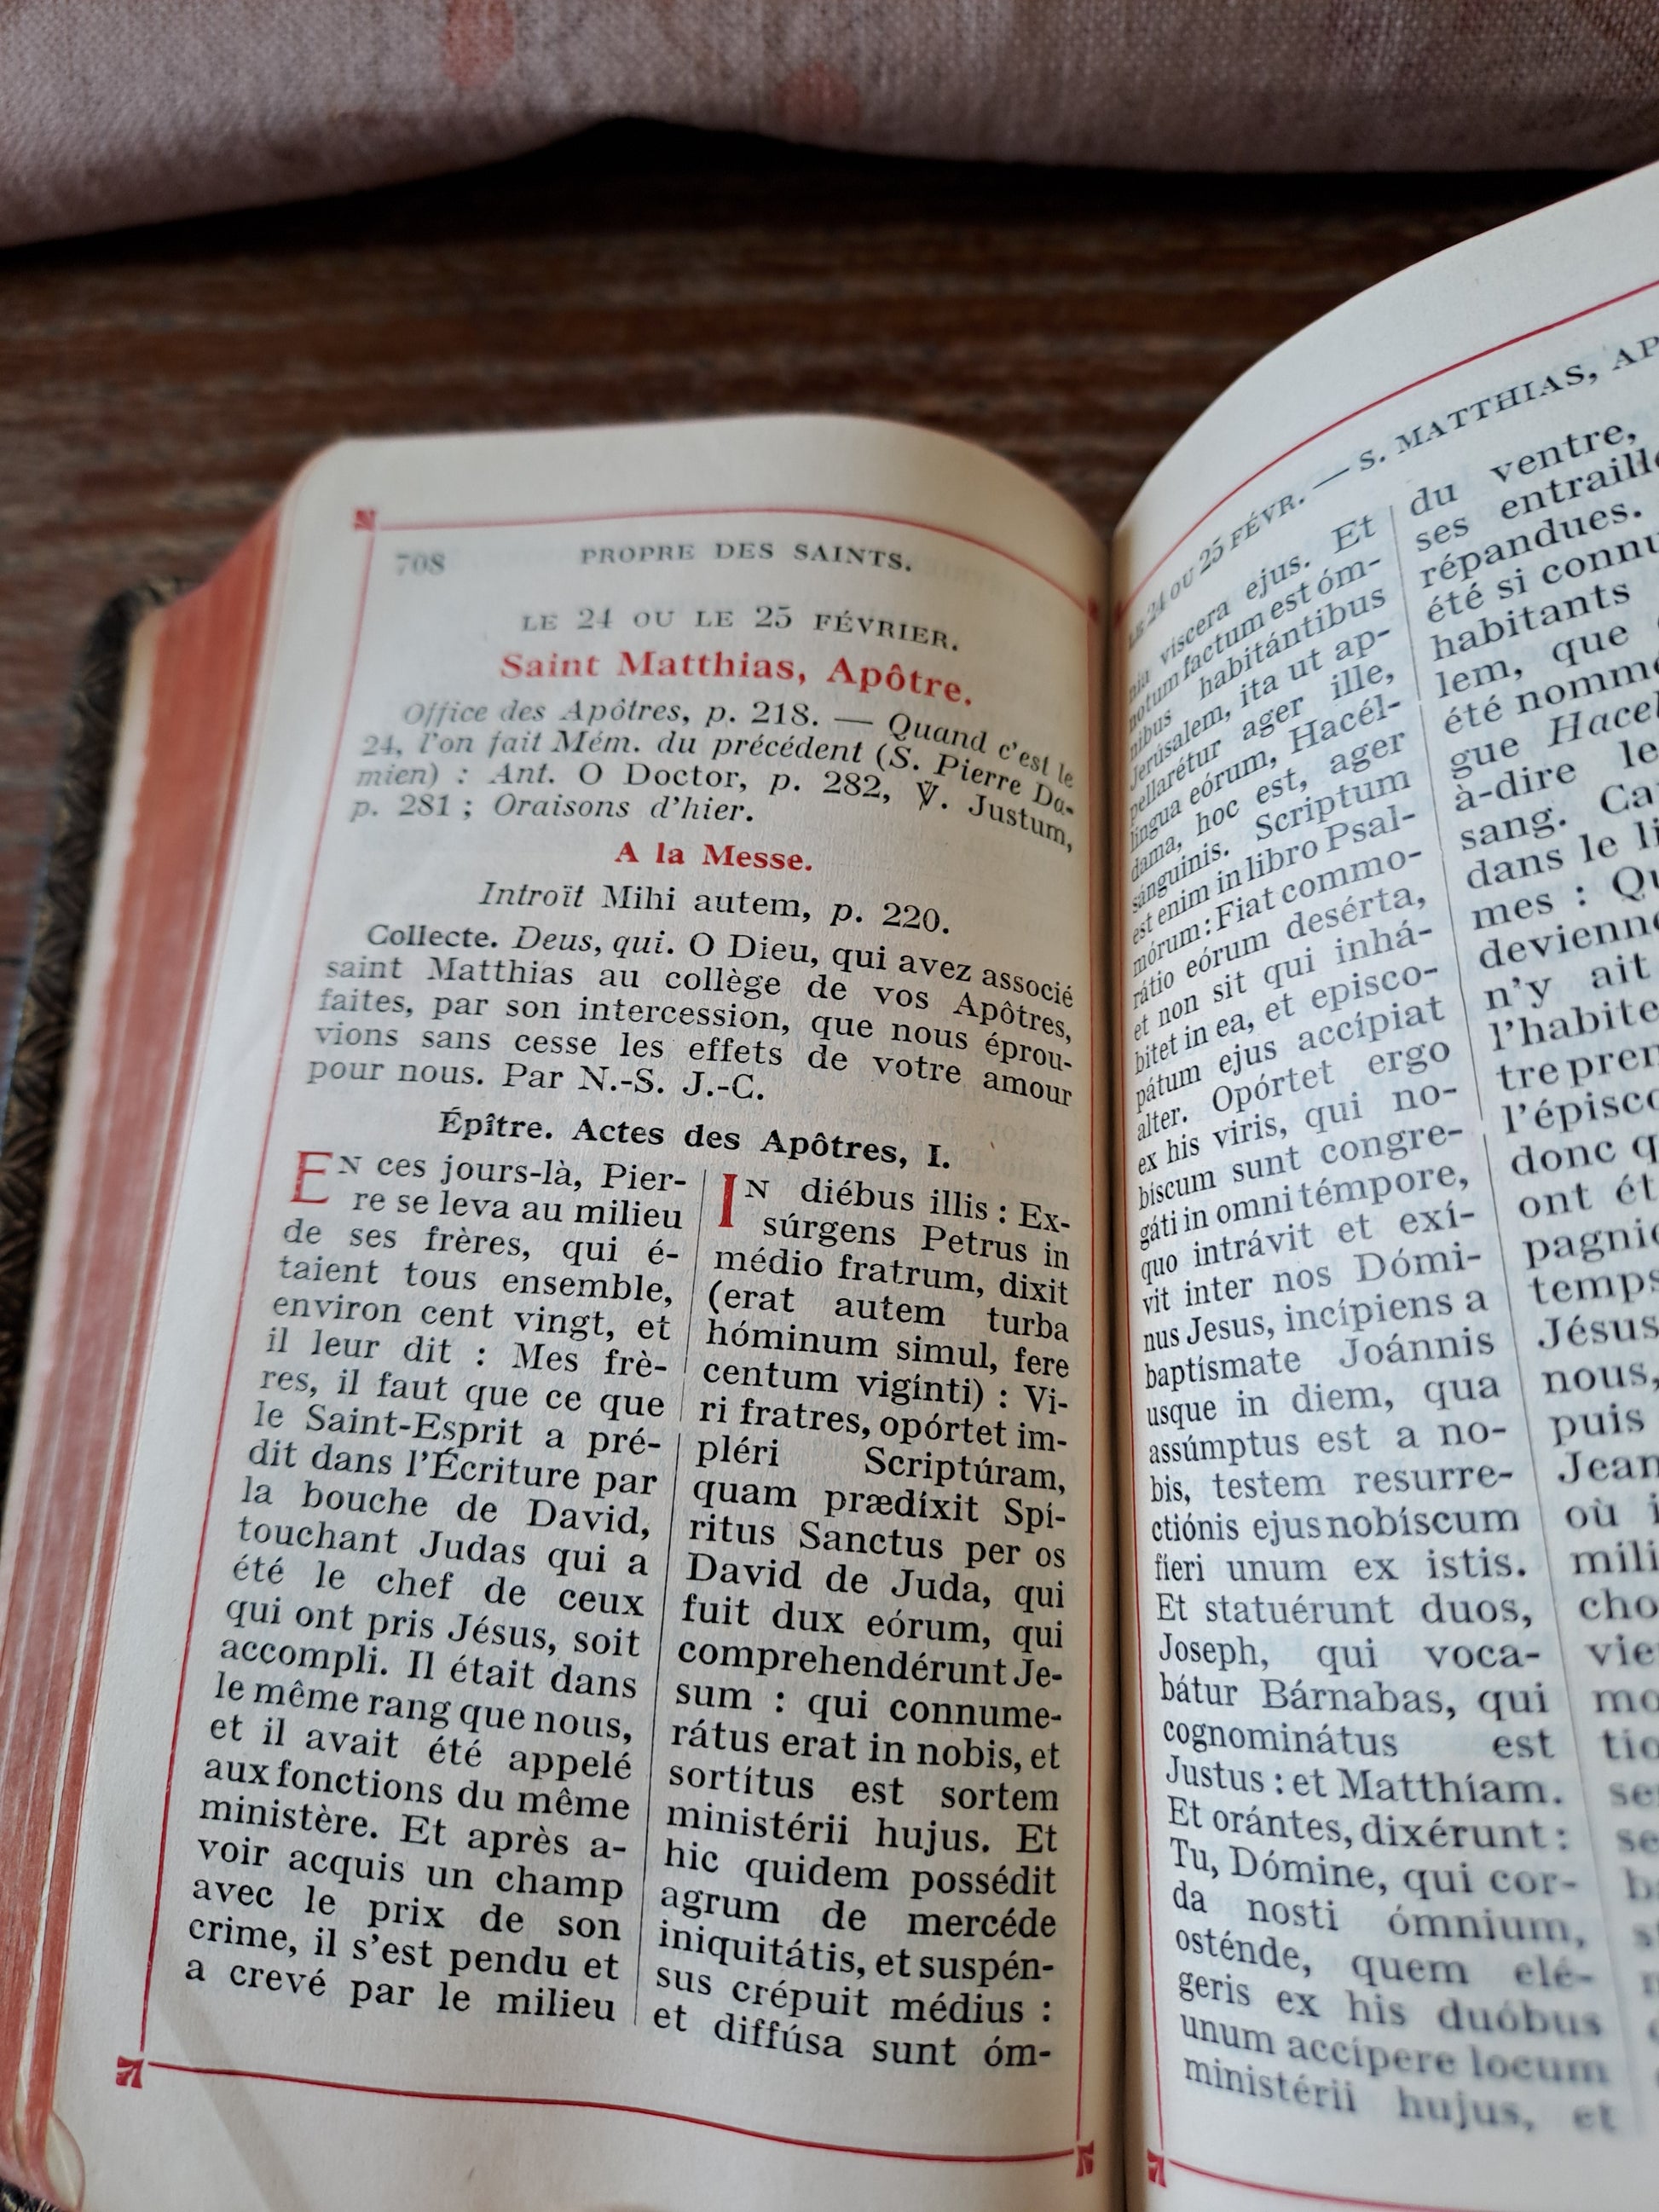 708 PROPRE DES SAINTS.
LE 24 OU LE 25 FÉVRIER.
Saint Matthias, Apôtre.
Office des Apôtres, p. 218. — Quand c'est le
24, l'on fait Mém. du précédent (S. Pierre Da-
mien) : Ant. O Doctor, p. 282, ℣. Justum,
p. 281 ; Oraisons d'hier.
A la Messe.
Introït Mihi autem, p. 220.
Collecte. Deus, qui. O Dieu, qui avez associé
saint Matthias au collège de vos Apôtres,
faites, par son intercession, que nous éprou-
vions sans cesse les effets de votre amour
pour nous. Par N.-S. J.-C.
Épître. Actes des Apôtres, I.
EN ces jours-là, Pier-
re se leva au milieu
de ses frères, qui é-
taient tous ensemble,
environ cent vingt, et
il leur dit : Mes frè-
res, il faut que ce que
le Saint-Esprit a pré-
dit dans l'Écriture par
la bouche de David,
touchant Judas qui a
été le chef de ceux
qui ont pris Jésus, soit
accompli. Il était dans
le même rang que nous,
et il avait été appelé
aux fonctions du même
ministère. Et après a-
voir acquis un champ
avec le prix de son
crime, il s'est pendu et
a crevé par le milieu
IN diébus illis : Ex-
súrgens Petrus in
médio fratrum, dixit
(erat autem turba
hóminum simul, fere
centum vigínti) : Vi-
ri fratres, opórtet im-
pléri Scriptúram,
quam prædíxit Spí-
ritus Sanctus per os
David de Juda, qui
fuit dux eórum, qui
comprehendérunt Je-
sum : qui connume-
rátus erat in nobis, et
sortítus est sortem
ministérii hujus. Et
hic quidem possédit
agrum de mercéde
iniquitátis, et suspén-
sus crépuit médius :
et diffúsa sunt óm-
LE 24 OU 25 FÉVR. — S. MATTHIAS, AP
nia viscera ejus. Et
notum factum est óm-
nibus habitántibus
Jerúsalem, ita ut ap-
pellarétur ager ille,
lingua eórum, Hacél-
dama, hoc est, ager
sánguinis. Scriptum
est enim in libro Psal-
mórum : Fiat commo-
rátio eórum desérta,
et non sit qui inhá-
bitet in ea, et episco-
pátum ejus accípiat
alter. Opórtet ergo
ex his viris, qui no-
bíscum sunt congre-
gáti in omni témpore,
quo intrávit et exí-
vit inter nos Dómi-
nus Jesus, incípiens a
baptísmate Joánnis
usque in diem, qua
assúmptus est a no-
bis, testem resurre-
ctiónis ejus nobíscum
fíeri unum ex istis.
Et statuérunt duos,
Joseph, qui voca-
bátur Bárnabas, qui
cognominátus est
Justus : et Matthíam.
Et orántes, dixérunt :
Tu, Dómine, qui cor-
da nosti ómnium,
osténde, quem elé-
geris ex his duóbus
unum accípere locum
ministérii hujus, et
du ventre,
ses entraill
répandues.
été si connu
habitants
lem, que
été nommé
gue Hacel
à-dire le
sang. Ca
dans le li
mes : Qu
devienne
n'y ait
l'habite
tre pren
l'épisco
donc q
ont ét
pagnie
temps
Jésus
nous,
puis
Jean
où i
mili
cho
vie
mo
tio